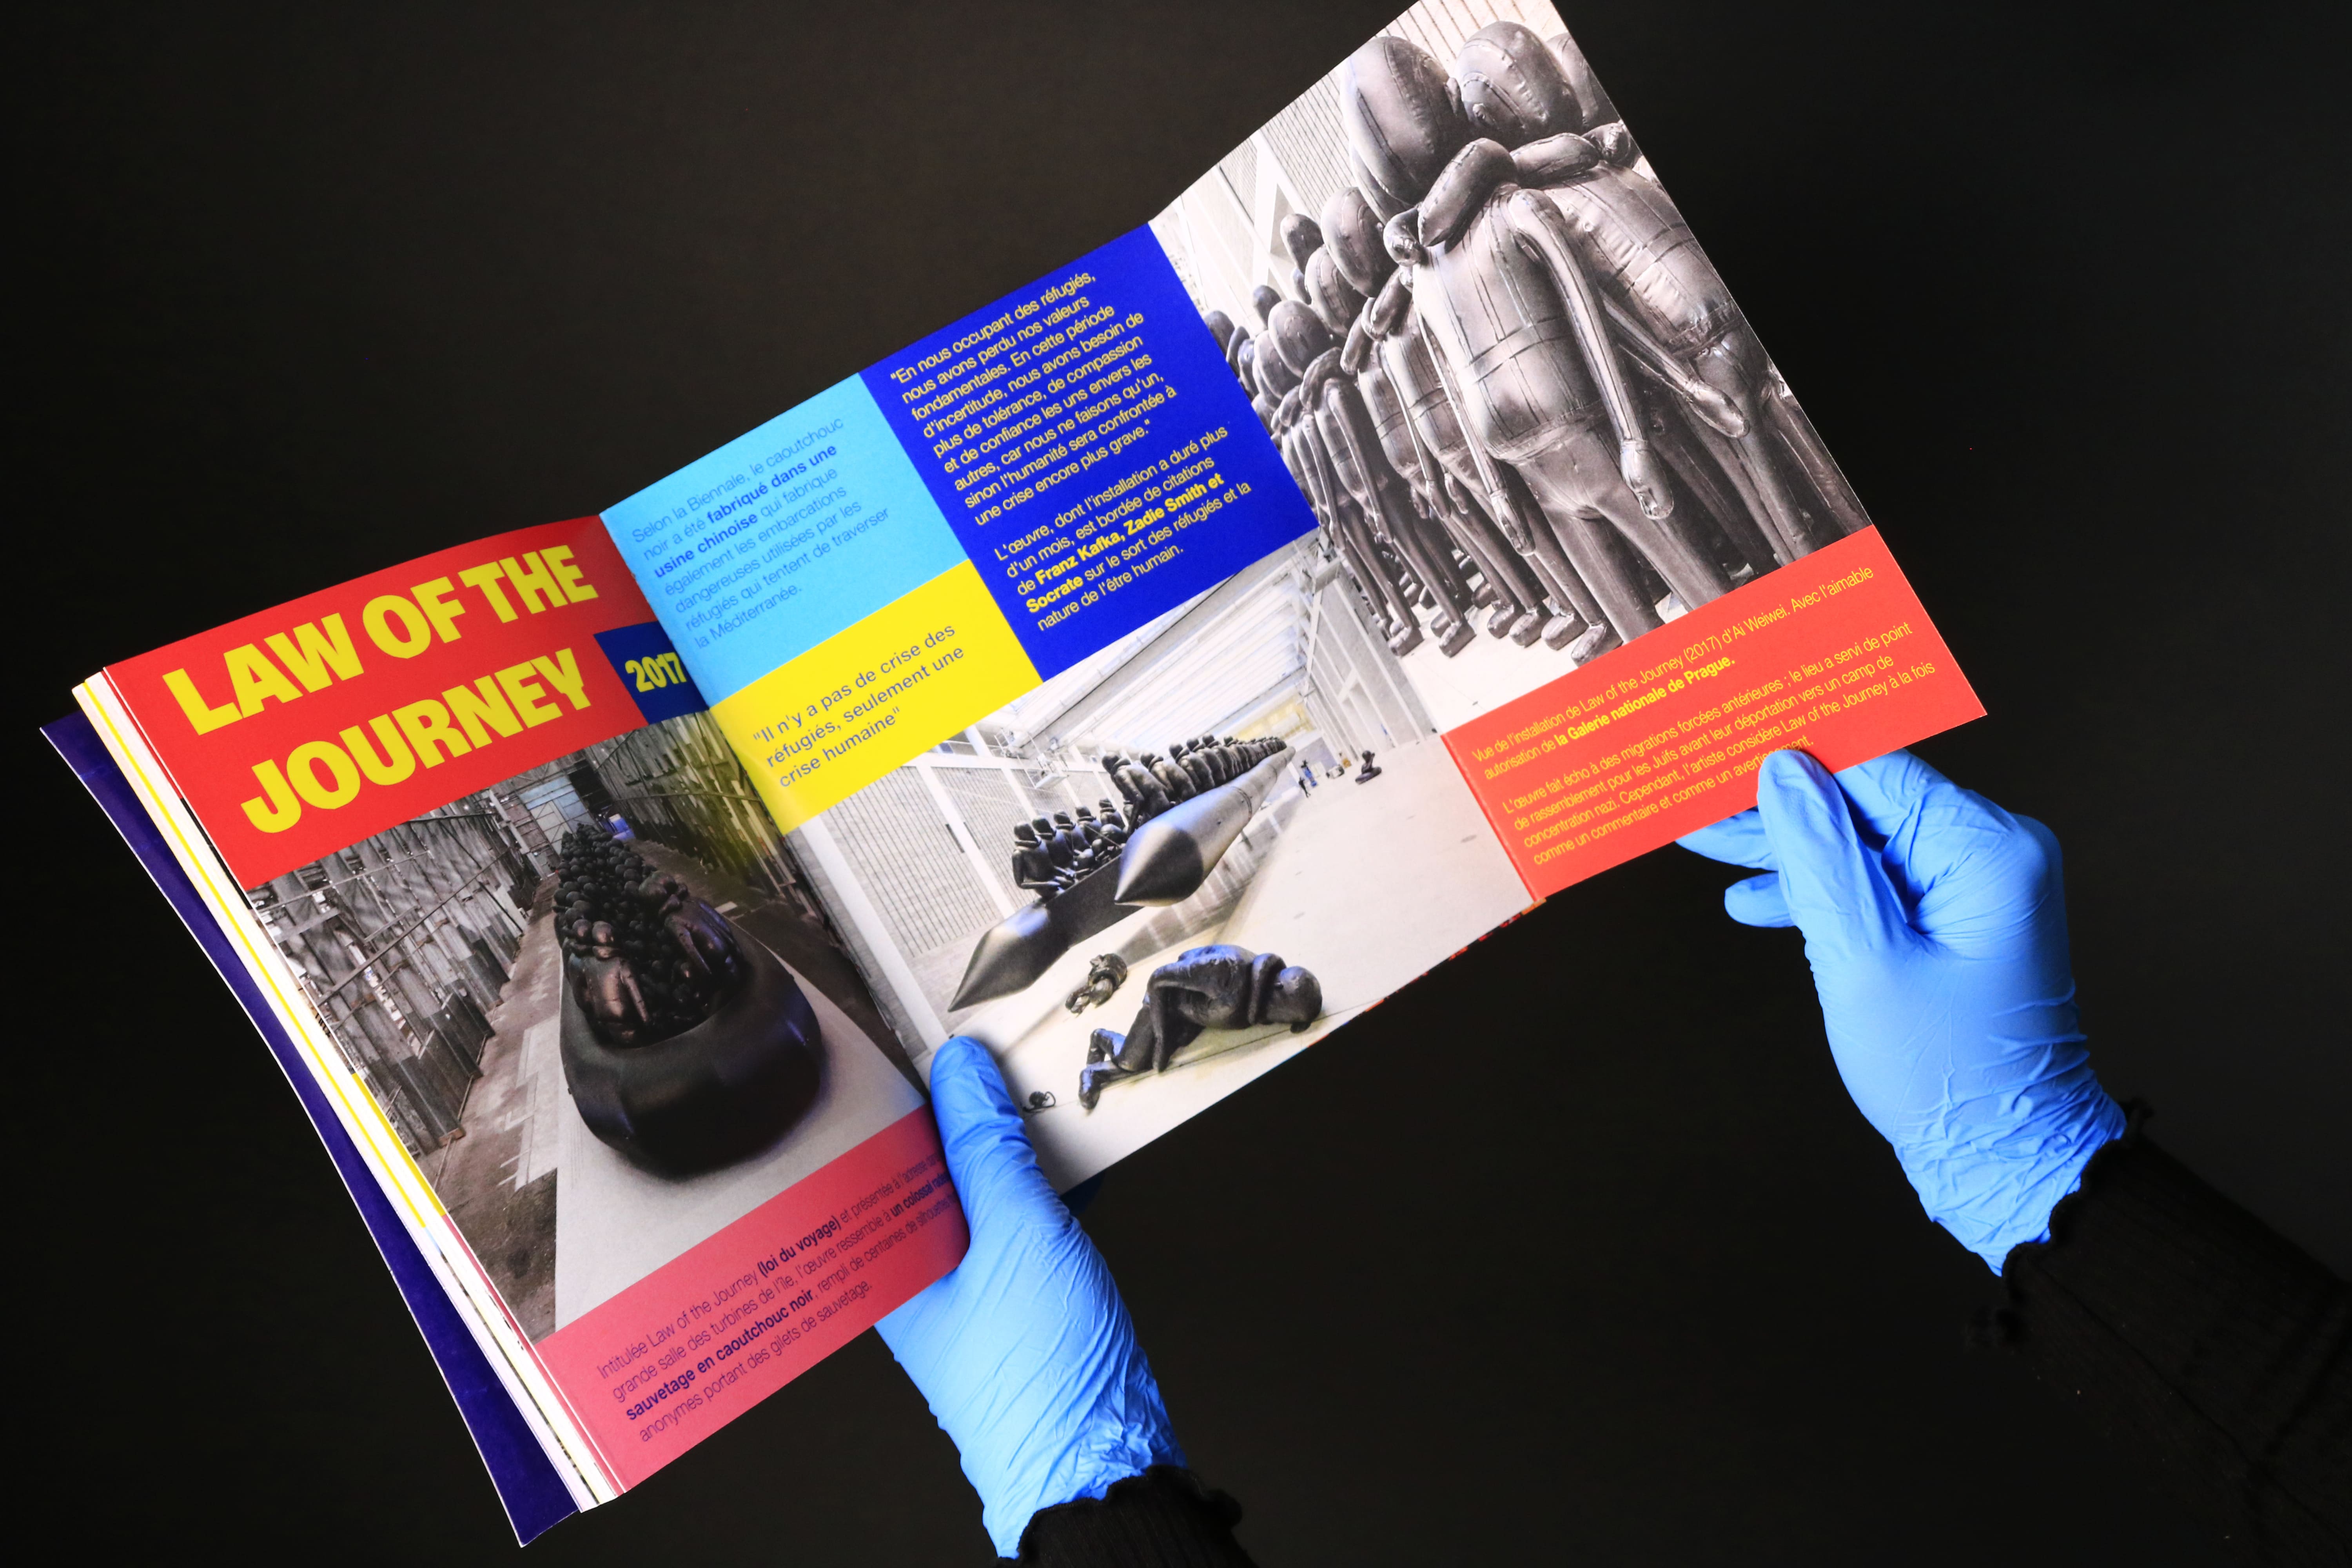 LAW OF THE
JOURNEY
2017
Intitulée Law of the Journey (loi du voyage) et présentée à l'adresse
grande salle des turbines de l'île, l'œuvre ressemble à un colossal
sauvetage en caoutchouc noir, rempli de centaines de silhouettes
anonymes portant des gilets de sauvetage.
Selon la Biennale, le caoutchouc
noir a été fabriqué dans une
usine chinoise qui fabrique
également les embarcations
dangereuses utilisées par les
réfugiés qui tentent de traverser
la Méditerranée.
"Il n'y a pas de crise des
réfugiés, seulement une
crise humaine"
"En nous occupant des réfugiés,
nous avons perdu nos valeurs
fondamentales. En cette période
d'incertitude, nous avons besoin de
plus de tolérance, de compassion
et de confiance les uns envers les
autres, car nous ne faisons qu'un,
sinon l'humanité sera confrontée à
une crise encore plus grave."
L'œuvre, dont l'installation a duré plus
d'un mois, est bordée de citations
de Franz Kafka, Zadie Smith et
Socrate sur le sort des réfugiés et la
nature de l'être humain.
Vue de l'installation de Law of the Journey (2017) d'Ai Weiwei. Avec l'aimable
autorisation de la Galerie nationale de Prague.
L'œuvre fait écho à des migrations forcées antérieures ; le lieu a servi de point
de rassemblement pour les Juifs avant leur déportation vers un camp de
concentration nazi. Cependant, l'artiste considère Law of the Journey à la fois
comme un commentaire et comme un avertissement.